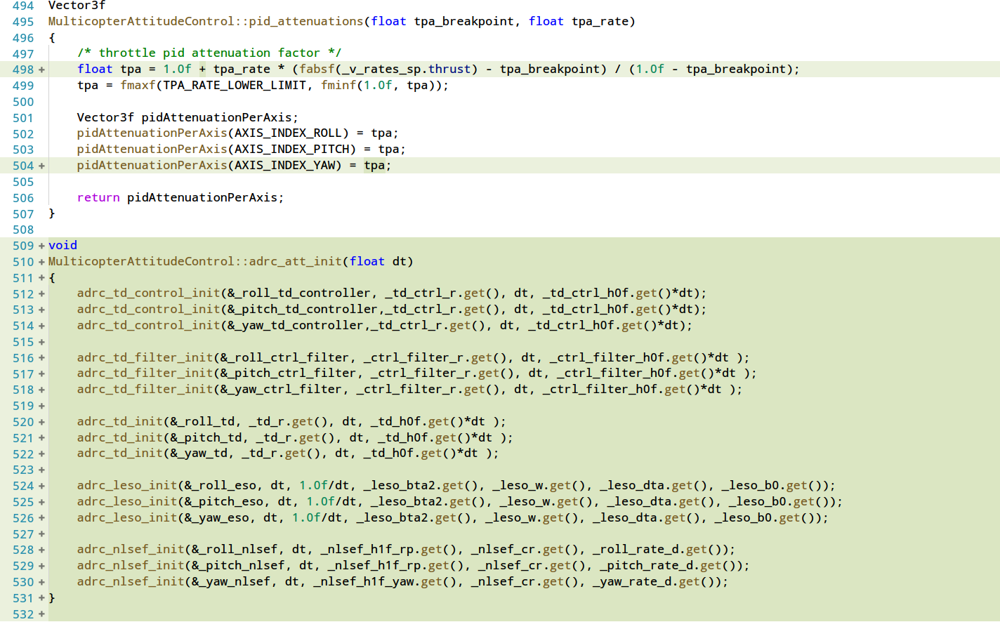 494 Vector3f
495 MulticopterAttitudeControl::pid_attenuations(float tpa_breakpoint, float tpa_rate)
496 {
497     /* throttle pid attenuation factor */
498 +     float tpa = 1.0f + tpa_rate * (fabsf(_v_rates_sp.thrust) - tpa_breakpoint) / (1.0f - tpa_breakpoint);
499     tpa = fmaxf(TPA_RATE_LOWER_LIMIT, fminf(1.0f, tpa));
500
501     Vector3f pidAttenuationPerAxis;
502     pidAttenuationPerAxis(AXIS_INDEX_ROLL) = tpa;
503     pidAttenuationPerAxis(AXIS_INDEX_PITCH) = tpa;
504 +     pidAttenuationPerAxis(AXIS_INDEX_YAW) = tpa;
505
506     return pidAttenuationPerAxis;
507 }
508
509 + void
510 + MulticopterAttitudeControl::adrc_att_init(float dt)
511 + {
512 +     adrc_td_control_init(&_roll_td_controller, _td_ctrl_r.get(), dt, _td_ctrl_h0f.get()*dt);
513 +     adrc_td_control_init(&_pitch_td_controller,_td_ctrl_r.get(), dt, _td_ctrl_h0f.get()*dt);
514 +     adrc_td_control_init(&_yaw_td_controller,_td_ctrl_r.get(), dt, _td_ctrl_h0f.get()*dt);
515 +
516 +     adrc_td_filter_init(&_roll_ctrl_filter, _ctrl_filter_r.get(), dt, _ctrl_filter_h0f.get()*dt );
517 +     adrc_td_filter_init(&_pitch_ctrl_filter, _ctrl_filter_r.get(), dt, _ctrl_filter_h0f.get()*dt );
518 +     adrc_td_filter_init(&_yaw_ctrl_filter, _ctrl_filter_r.get(), dt, _ctrl_filter_h0f.get()*dt );
519 +
520 +     adrc_td_init(&_roll_td, _td_r.get(), dt, _td_h0f.get()*dt );
521 +     adrc_td_init(&_pitch_td, _td_r.get(), dt, _td_h0f.get()*dt );
522 +     adrc_td_init(&_yaw_td, _td_r.get(), dt, _td_h0f.get()*dt );
523 +
524 +     adrc_leso_init(&_roll_eso, dt, 1.0f/dt, _leso_bta2.get(), _leso_w.get(), _leso_dta.get(), _leso_b0.get());
525 +     adrc_leso_init(&_pitch_eso, dt, 1.0f/dt, _leso_bta2.get(), _leso_w.get(), _leso_dta.get(), _leso_b0.get());
526 +     adrc_leso_init(&_yaw_eso, dt, 1.0f/dt, _leso_bta2.get(), _leso_w.get(), _leso_dta.get(), _leso_b0.get());
527 +
528 +     adrc_nlsef_init(&_roll_nlsef, dt, _nlsef_h1f_rp.get(), _nlsef_cr.get(), _roll_rate_d.get());
529 +     adrc_nlsef_init(&_pitch_nlsef, dt, _nlsef_h1f_rp.get(), _nlsef_cr.get(), _pitch_rate_d.get());
530 +     adrc_nlsef_init(&_yaw_nlsef, dt, _nlsef_h1f_yaw.get(), _nlsef_cr.get(), _yaw_rate_d.get());
531 + }
532 +